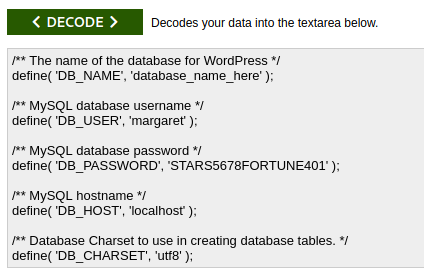 < DECODE > Decodes your data into the textarea below.
/** The name of the database for WordPress */
define( 'DB_NAME', 'database_name_here' );
/** MySQL database username */
define( 'DB_USER', 'margaret' );
/** MySQL database password */
define( 'DB_PASSWORD', 'STARS5678FORTUNE401' );
/** MySQL hostname */
define( 'DB_HOST', 'localhost' );
/** Database Charset to use in creating database tables. */
define( 'DB_CHARSET', 'utf8' );